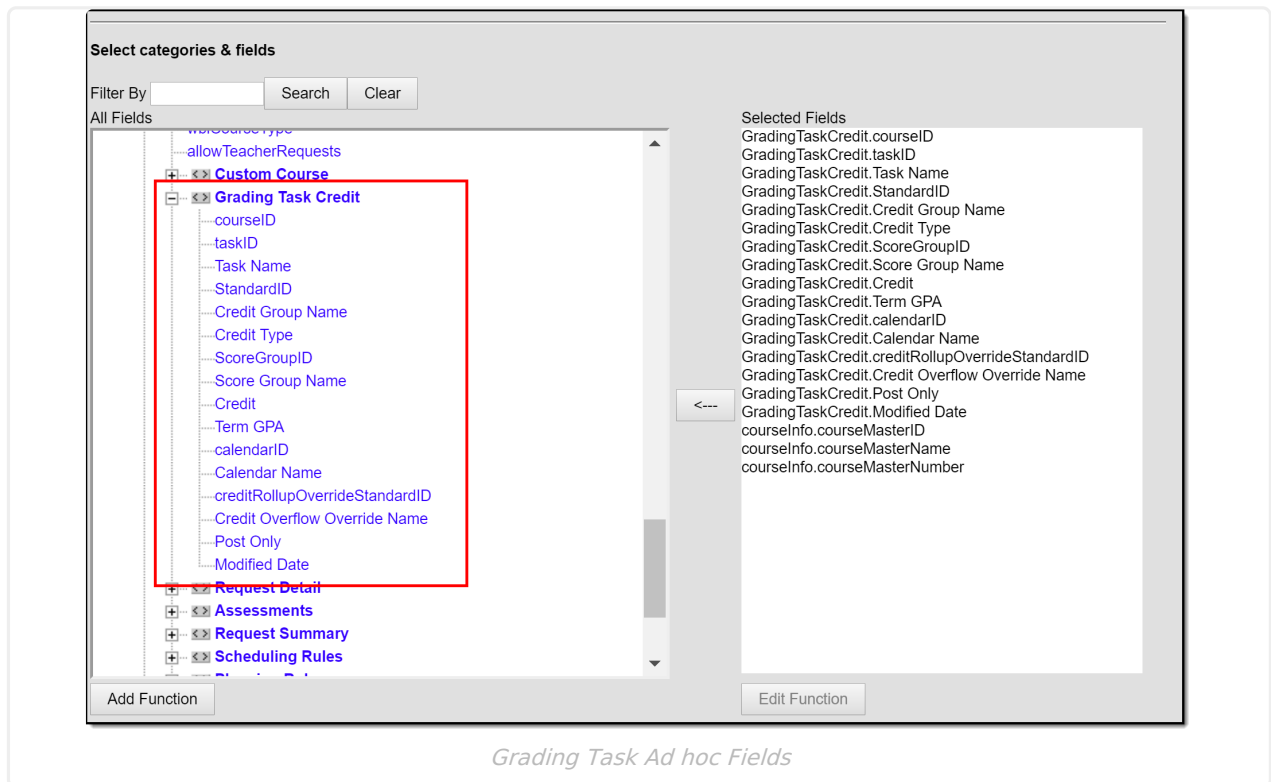 Select categories & fields
Filter By
Search
Clear
All Fields
allowTeacherRequests
Custom Course
Grading Task Credit
courseID
taskID
Task Name
StandardID
Credit Group Name
Credit Type
ScoreGroupID
Score Group Name
Credit
Term GPA
calendarID
Calendar Name
creditRollupOverrideStandardID
Credit Overflow Override Name
Post Only
Modified Date
Request Detail
Assessments
Request Summary
Scheduling Rules
Add Function
<---
Selected Fields
GradingTaskCredit.courseID
GradingTaskCredit.taskID
GradingTaskCredit.Task Name
GradingTaskCredit.StandardID
GradingTaskCredit.Credit Group Name
GradingTaskCredit.Credit Type
GradingTaskCredit.ScoreGroupID
GradingTaskCredit.Score Group Name
GradingTaskCredit.Credit
GradingTaskCredit.Term GPA
GradingTaskCredit.calendarID
GradingTaskCredit.Calendar Name
GradingTaskCredit.creditRollupOverrideStandardID
GradingTaskCredit.Credit Overflow Override Name
GradingTaskCredit.Post Only
GradingTaskCredit.Modified Date
courseInfo.courseMasterID
courseInfo.courseMasterName
courseInfo.courseMasterNumber
Edit Function
Grading Task Ad hoc Fields